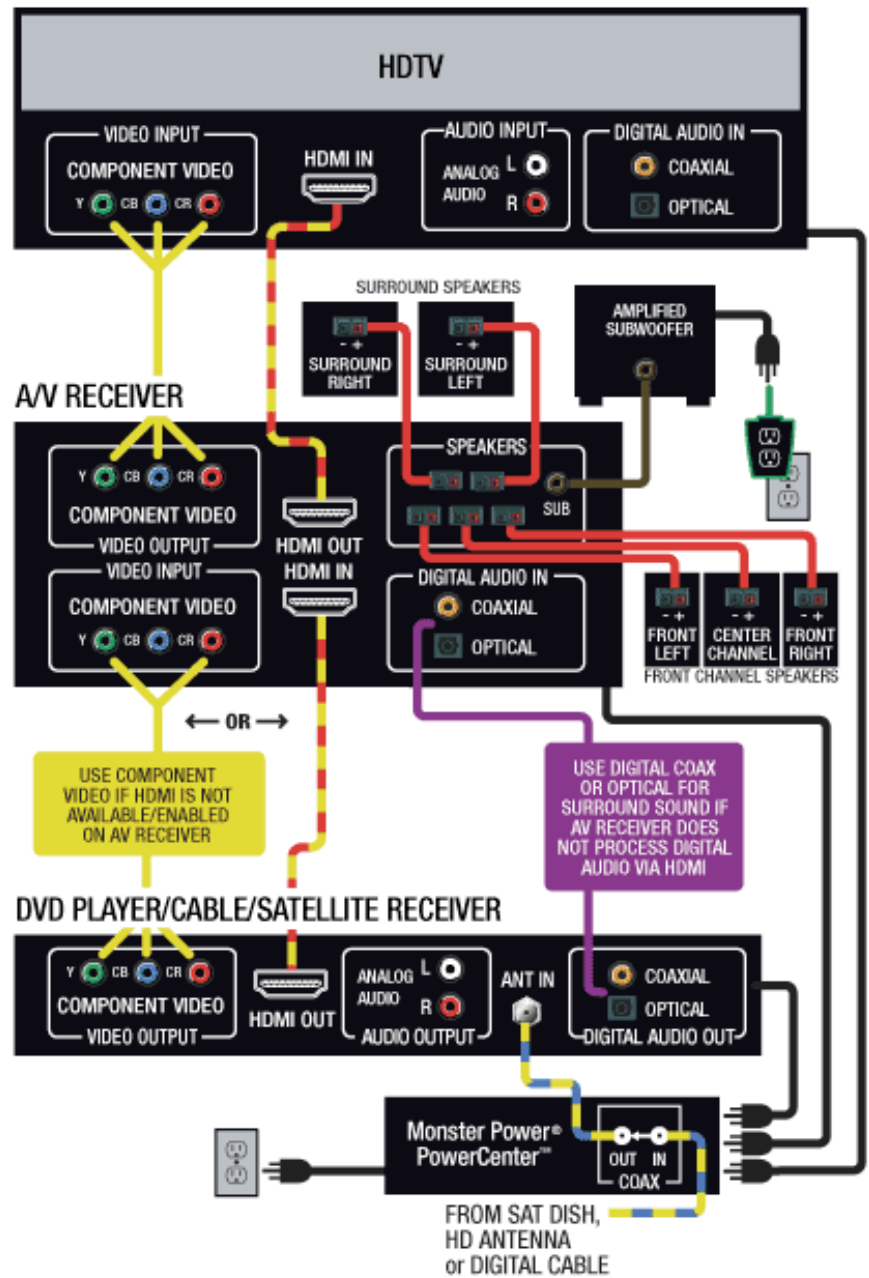 HDTV
VIDEO INPUT
COMPONENT VIDEO
Y CB CR
HDMI IN
AUDIO INPUT
ANALOG AUDIO
L
R
DIGITAL AUDIO IN
COAXIAL
OPTICAL
SURROUND SPEAKERS
- +
SURROUND
RIGHT
- +
SURROUND
LEFT
AMPLIFIED
SUBWOOFER
A/V RECEIVER
Y CB CR
COMPONENT VIDEO
VIDEO OUTPUT
VIDEO INPUT
COMPONENT VIDEO
Y CB CR
HDMI OUT
HDMI IN
SPEAKERS
SUB
DIGITAL AUDIO IN
COAXIAL
OPTICAL
- +
FRONT
LEFT
- +
CENTER
CHANNEL
- +
FRONT
RIGHT
FRONT CHANNEL SPEAKERS
← OR →
USE COMPONENT
VIDEO IF HDMI IS NOT
AVAILABLE/ENABLED
ON AV RECEIVER
USE DIGITAL COAX
OR OPTICAL FOR
SURROUND SOUND IF
AV RECEIVER DOES
NOT PROCESS DIGITAL
AUDIO VIA HDMI
DVD PLAYER/CABLE/SATELLITE RECEIVER
Y CB CR
COMPONENT VIDEO
VIDEO OUTPUT
HDMI OUT
ANALOG
AUDIO
L
R
AUDIO OUTPUT
ANT IN
COAXIAL
OPTICAL
DIGITAL AUDIO OUT
Monster Power®
PowerCenter™
OUT IN
COAX
FROM SAT DISH,
HD ANTENNA
or DIGITAL CABLE